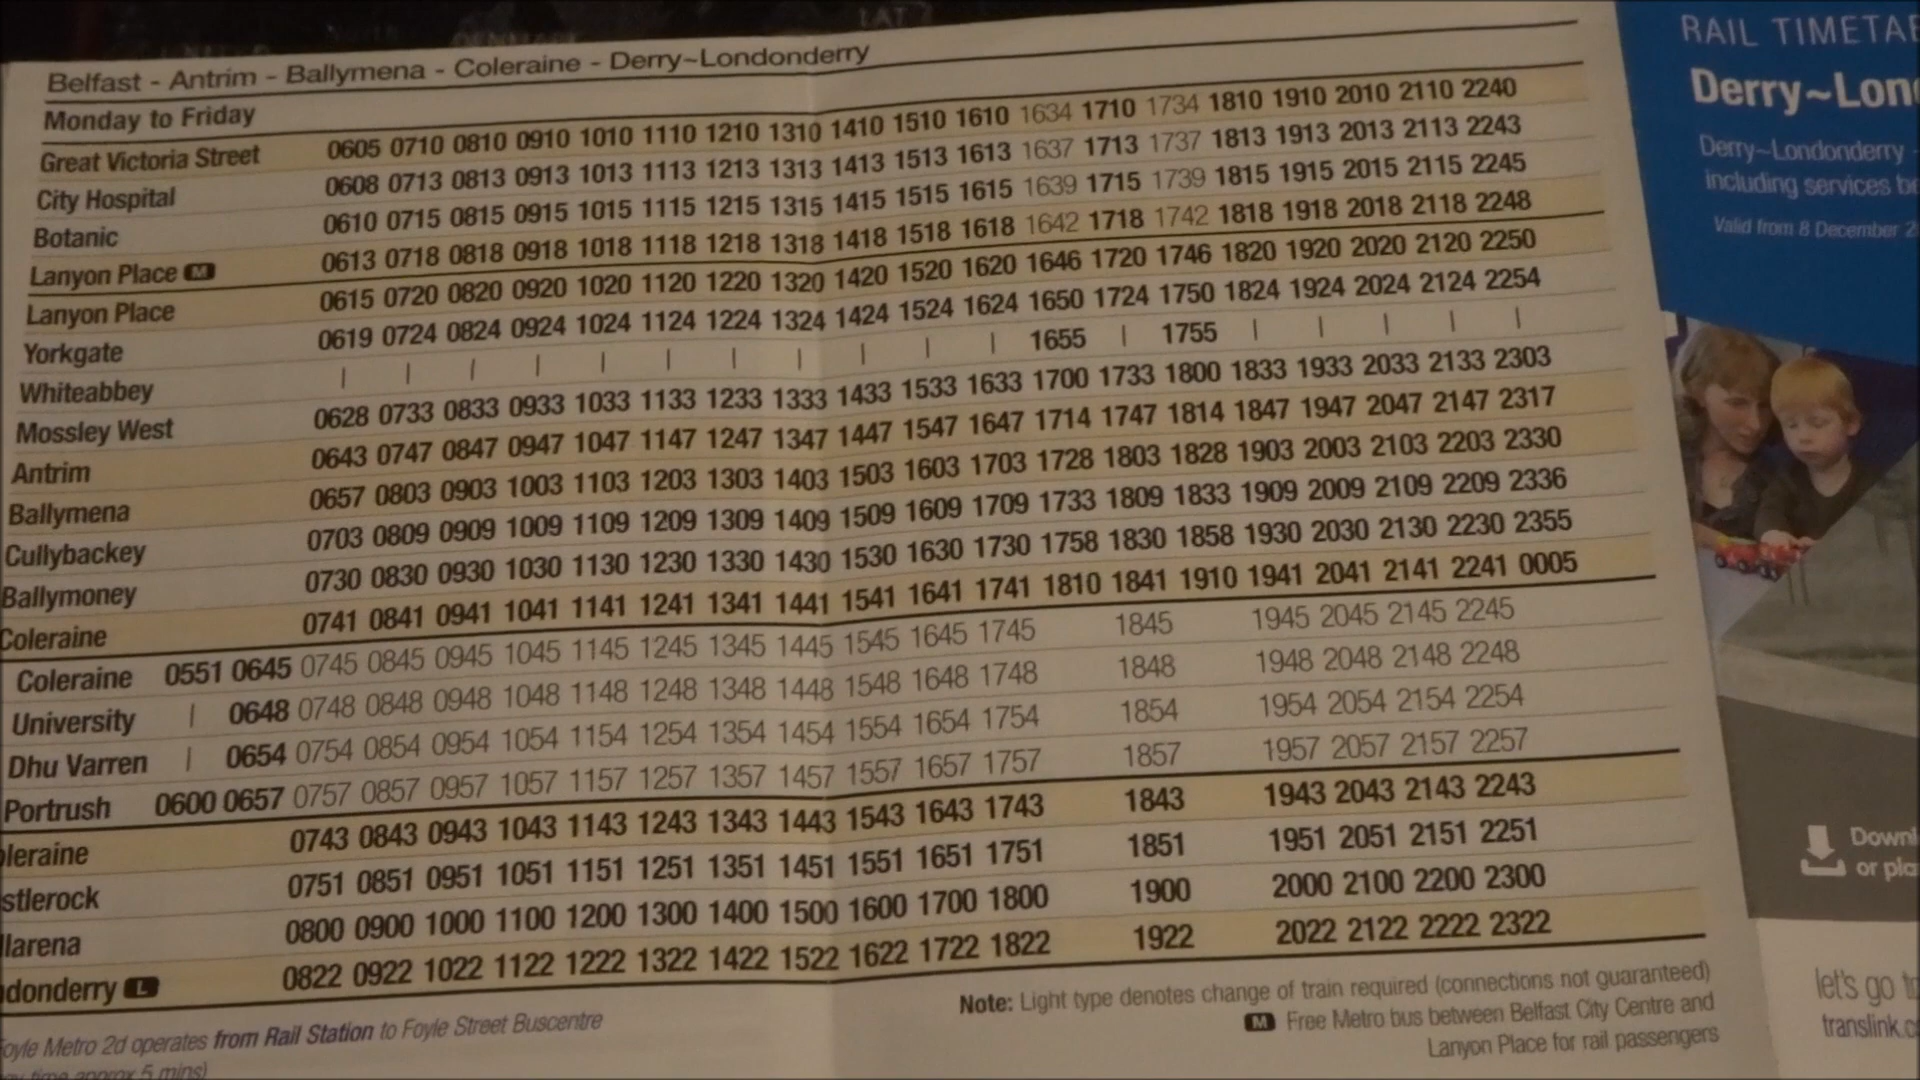 LAT
Belfast - Antrim - Ballymena - Coleraine - Derry~Londonderry
Monday to Friday
Great Victoria Street 0605 0710 0810 0910 1010 1110 1210 1310 1410 1510 1610 1634 1710 1734 1810 1910 2010 2110 2240
City Hospital 0608 0713 0813 0913 1013 1113 1213 1313 1413 1513 1613 1637 1713 1737 1813 1913 2013 2113 2243
Botanic 0610 0715 0815 0915 1015 1115 1215 1315 1415 1515 1615 1639 1715 1739 1815 1915 2015 2115 2245
Lanyon Place M 0613 0718 0818 0918 1018 1118 1218 1318 1418 1518 1618 1642 1718 1742 1818 1918 2018 2118 2248
Lanyon Place 0615 0720 0820 0920 1020 1120 1220 1320 1420 1520 1620 1646 1720 1746 1820 1920 2020 2120 2250
Yorkgate 0619 0724 0824 0924 1024 1124 1224 1324 1424 1524 1624 1650 1724 1750 1824 1924 2024 2124 2254
Whiteabbey | | | | | | | | | | | 1655 | 1755 | | | | |
Mossley West 0628 0733 0833 0933 1033 1133 1233 1333 1433 1533 1633 1700 1733 1800 1833 1933 2033 2133 2303
Antrim 0643 0747 0847 0947 1047 1147 1247 1347 1447 1547 1647 1714 1747 1814 1847 1947 2047 2147 2317
Ballymena 0657 0803 0903 1003 1103 1203 1303 1403 1503 1603 1703 1728 1803 1828 1903 2003 2103 2203 2330
Cullybackey 0703 0809 0909 1009 1109 1209 1309 1409 1509 1609 1709 1733 1809 1833 1909 2009 2109 2209 2336
Ballymoney 0730 0830 0930 1030 1130 1230 1330 1430 1530 1630 1730 1758 1830 1858 1930 2030 2130 2230 2355
Coleraine 0741 0841 0941 1041 1141 1241 1341 1441 1541 1641 1741 1810 1841 1910 1941 2041 2141 2241 0005
Coleraine 0551 0645 0745 0845 0945 1045 1145 1245 1345 1445 1545 1645 1745 1845 1945 2045 2145 2245
University | 0648 0748 0848 0948 1048 1148 1248 1348 1448 1548 1648 1748 1848 1948 2048 2148 2248
Dhu Varren | 0654 0754 0854 0954 1054 1154 1254 1354 1454 1554 1654 1754 1854 1954 2054 2154 2254
Portrush 0600 0657 0757 0857 0957 1057 1157 1257 1357 1457 1557 1657 1757 1857 1957 2057 2157 2257
leraine 0743 0843 0943 1043 1143 1243 1343 1443 1543 1643 1743 1843 1943 2043 2143 2243
stlerock 0751 0851 0951 1051 1151 1251 1351 1451 1551 1651 1751 1851 1951 2051 2151 2251
llarena 0800 0900 1000 1100 1200 1300 1400 1500 1600 1700 1800 1900 2000 2100 2200 2300
donderry L 0822 0922 1022 1122 1222 1322 1422 1522 1622 1722 1822 1922 2022 2122 2222 2322
oyle Metro 2d operates from Rail Station to Foyle Street Buscentre
time approx 5 mins)
Note: Light type denotes change of train required (connections not guaranteed)
M Free Metro bus between Belfast City Centre and
Lanyon Place for rail passengers
RAIL TIMETAB
Derry~Lon
Derry~Londonderry -
including services be
Valid from 8 December 2
Downl
or pla
let's go
translink.c